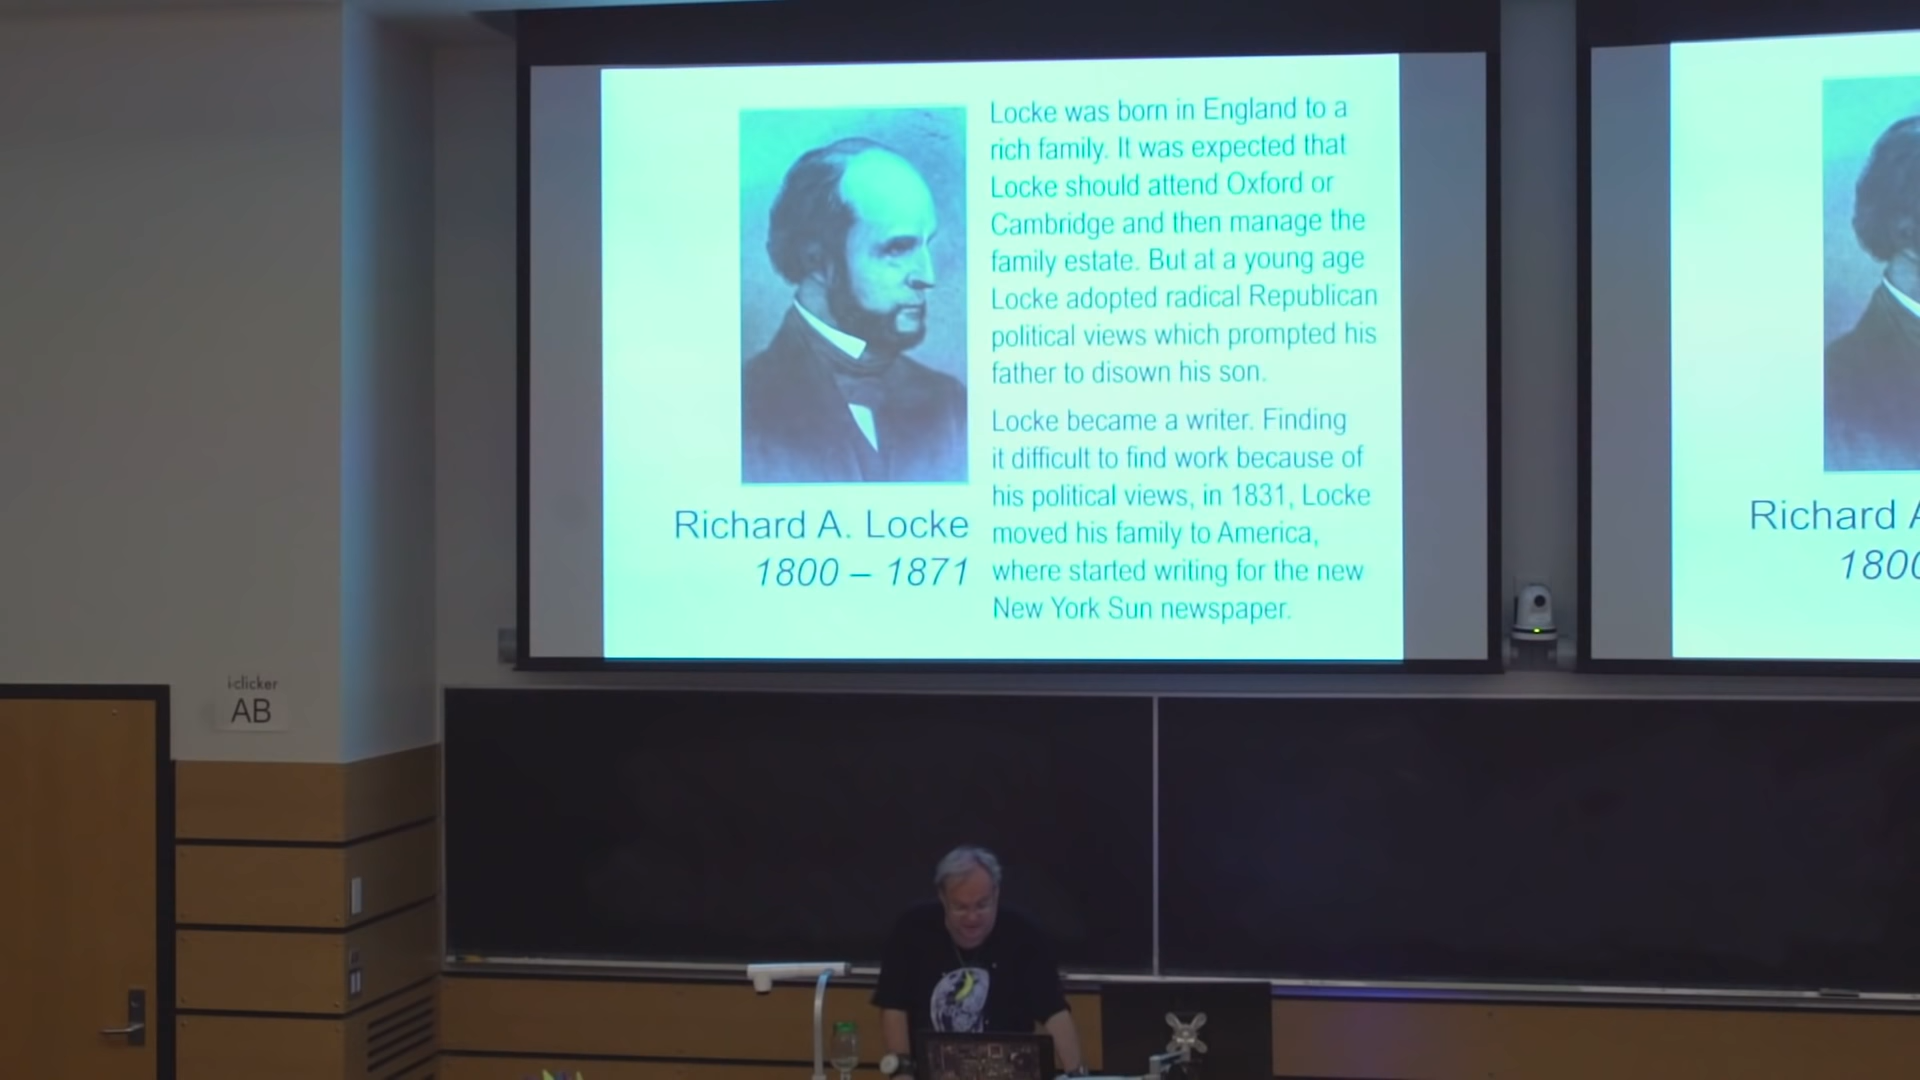 Locke was born in England to a
rich family. It was expected that
Locke should attend Oxford or
Cambridge and then manage the
family estate. But at a young age
Locke adopted radical Republican
political views which prompted his
father to disown his son.
Locke became a writer. Finding
it difficult to find work because of
his political views, in 1831, Locke
moved his family to America,
where started writing for the new
New York Sun newspaper.
Richard A. Locke
1800 – 1871
Richard A
1800
i-clicker
AB